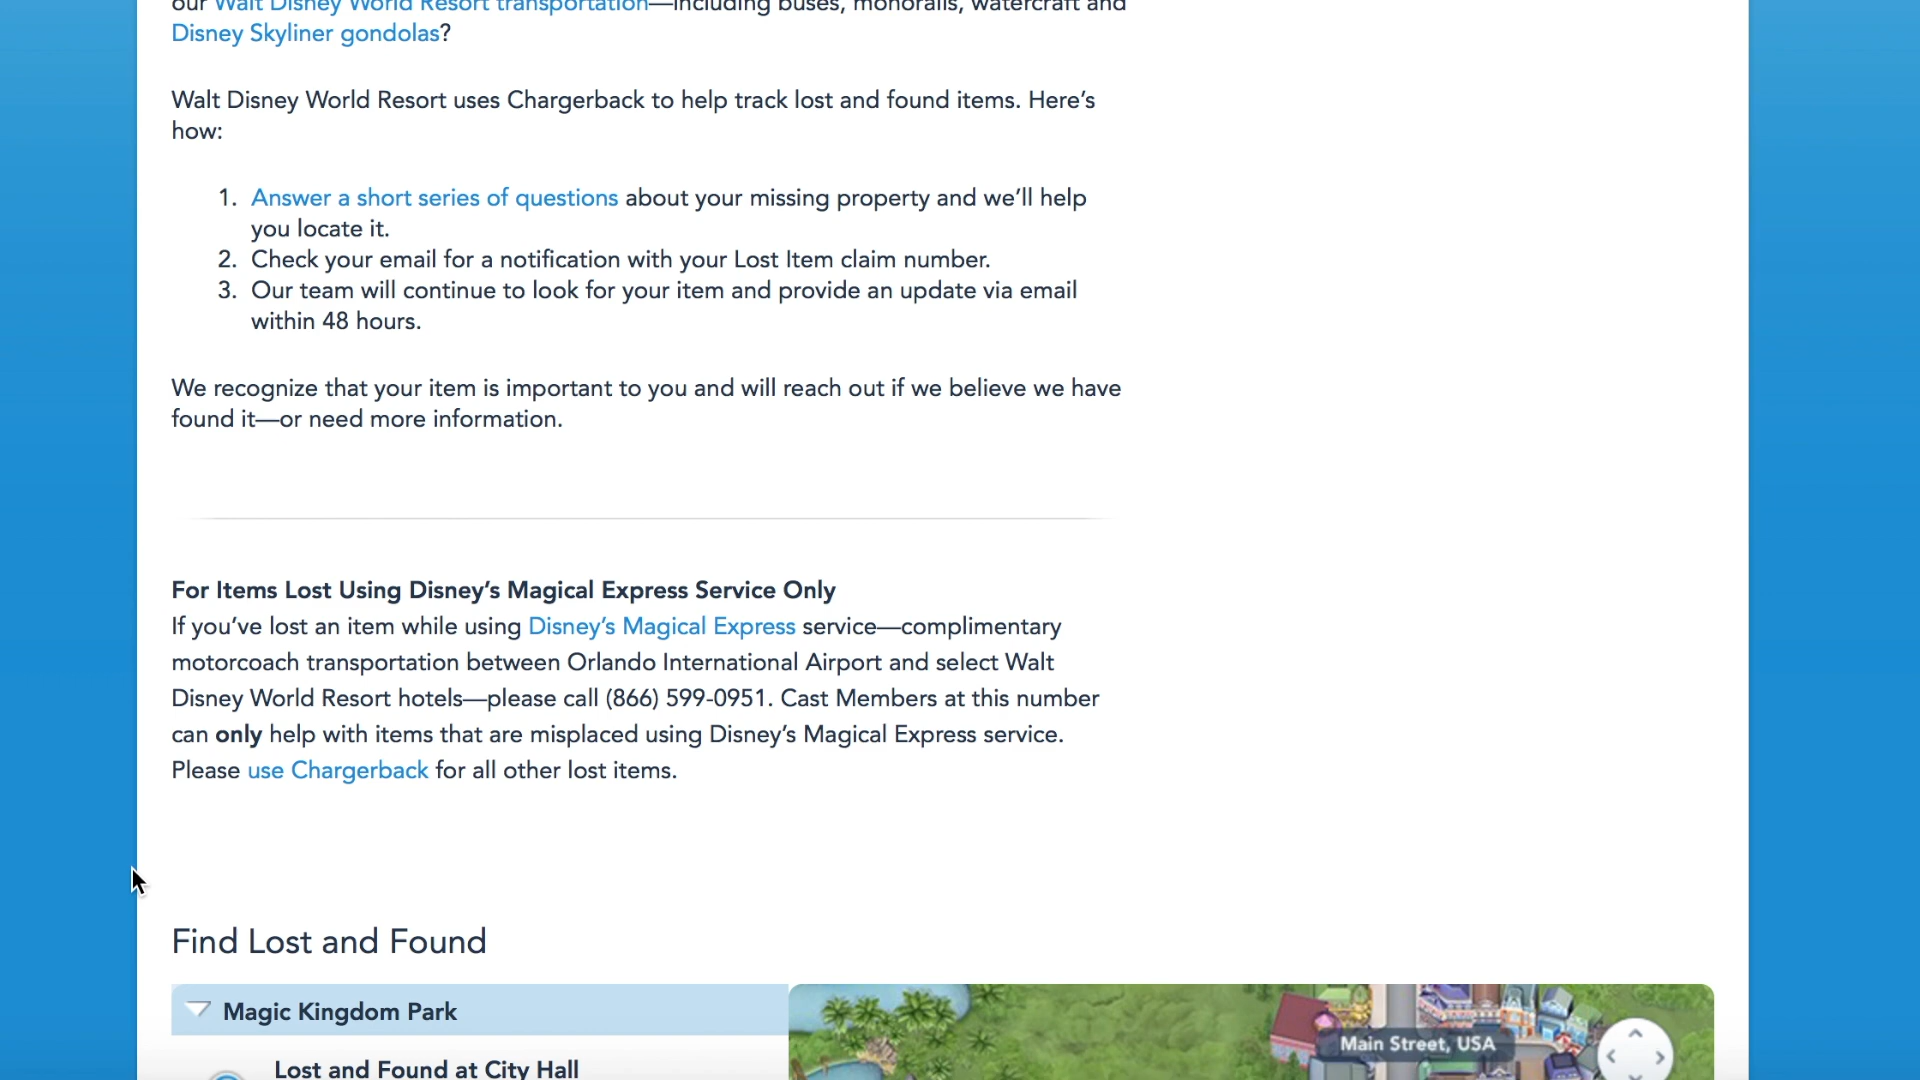 our Walt Disney World Resort transportation—including buses, monorails, watercraft and
Disney Skyliner gondolas?
Walt Disney World Resort uses Chargerback to help track lost and found items. Here’s
how:
1. Answer a short series of questions about your missing property and we’ll help
you locate it.
2. Check your email for a notification with your Lost Item claim number.
3. Our team will continue to look for your item and provide an update via email
within 48 hours.
We recognize that your item is important to you and will reach out if we believe we have
found it—or need more information.
For Items Lost Using Disney’s Magical Express Service Only
If you’ve lost an item while using Disney’s Magical Express service—complimentary
motorcoach transportation between Orlando International Airport and select Walt
Disney World Resort hotels—please call (866) 599-0951. Cast Members at this number
can only help with items that are misplaced using Disney’s Magical Express service.
Please use Chargerback for all other lost items.
Find Lost and Found
Magic Kingdom Park
Main Street, USA
Lost and Found at City Hall